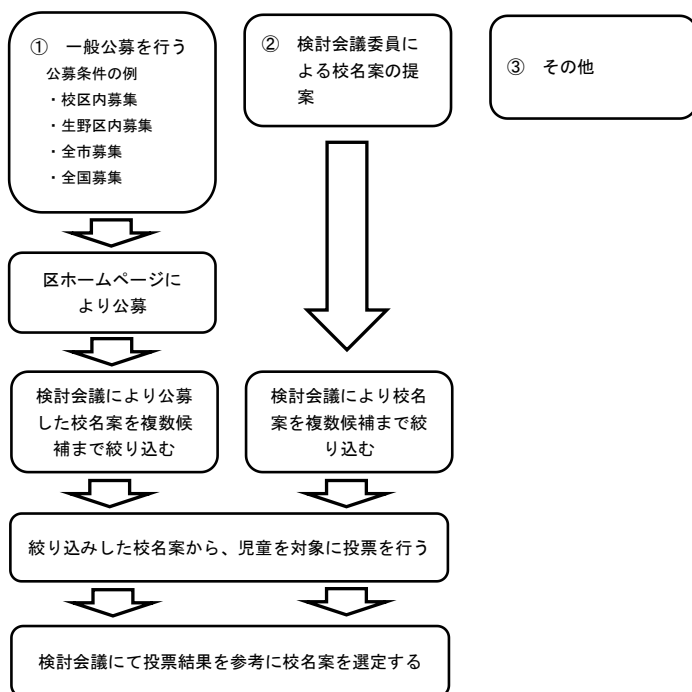 ① 一般公募を行う
公募条件の例
・校区内募集
・生野区内募集
・全市募集
・全国募集
② 検討会議委員に
よる校名案の提
案
③ その他
区ホームページに
より公募
検討会議により公募
した校名案を複数候
補まで絞り込む
検討会議により校名
案を複数候補まで絞
り込む
絞り込みした校名案から、児童を対象に投票を行う
検討会議にて投票結果を参考に校名案を選定する